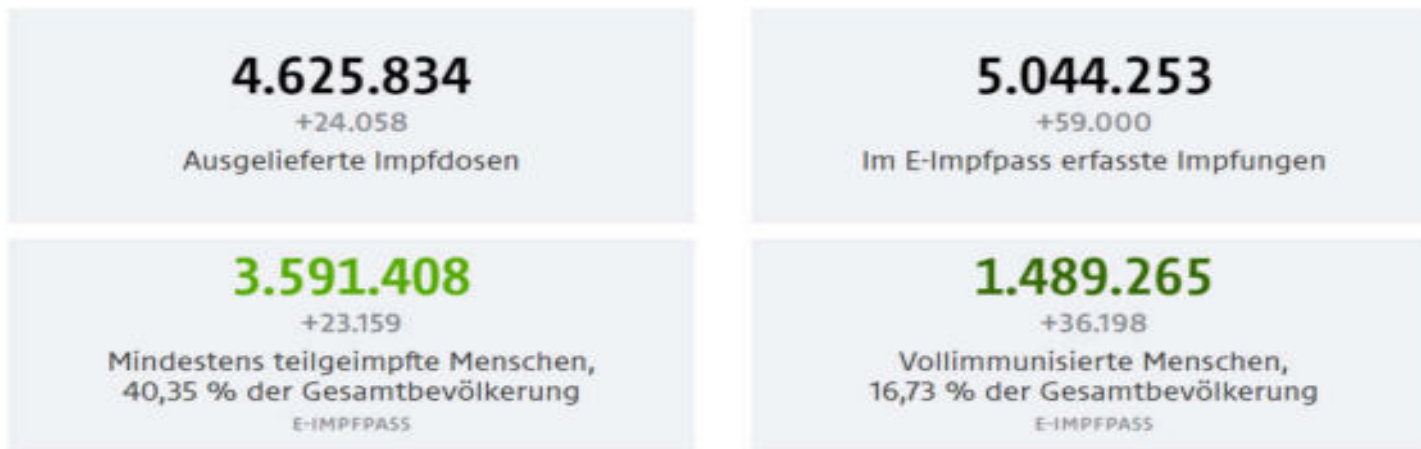 4.625.834
+24.058
Ausgelieferte Impfdosen
5.044.253
+59.000
Im E-Impfpass erfasste Impfungen
3.591.408
+23.159
Mindestens teilgeimpfte Menschen,
40,35 % der Gesamtbevölkerung
E-IMPFPASS
1.489.265
+36.198
Vollimmunisierte Menschen,
16,73 % der Gesamtbevölkerung
E-IMPFPASS